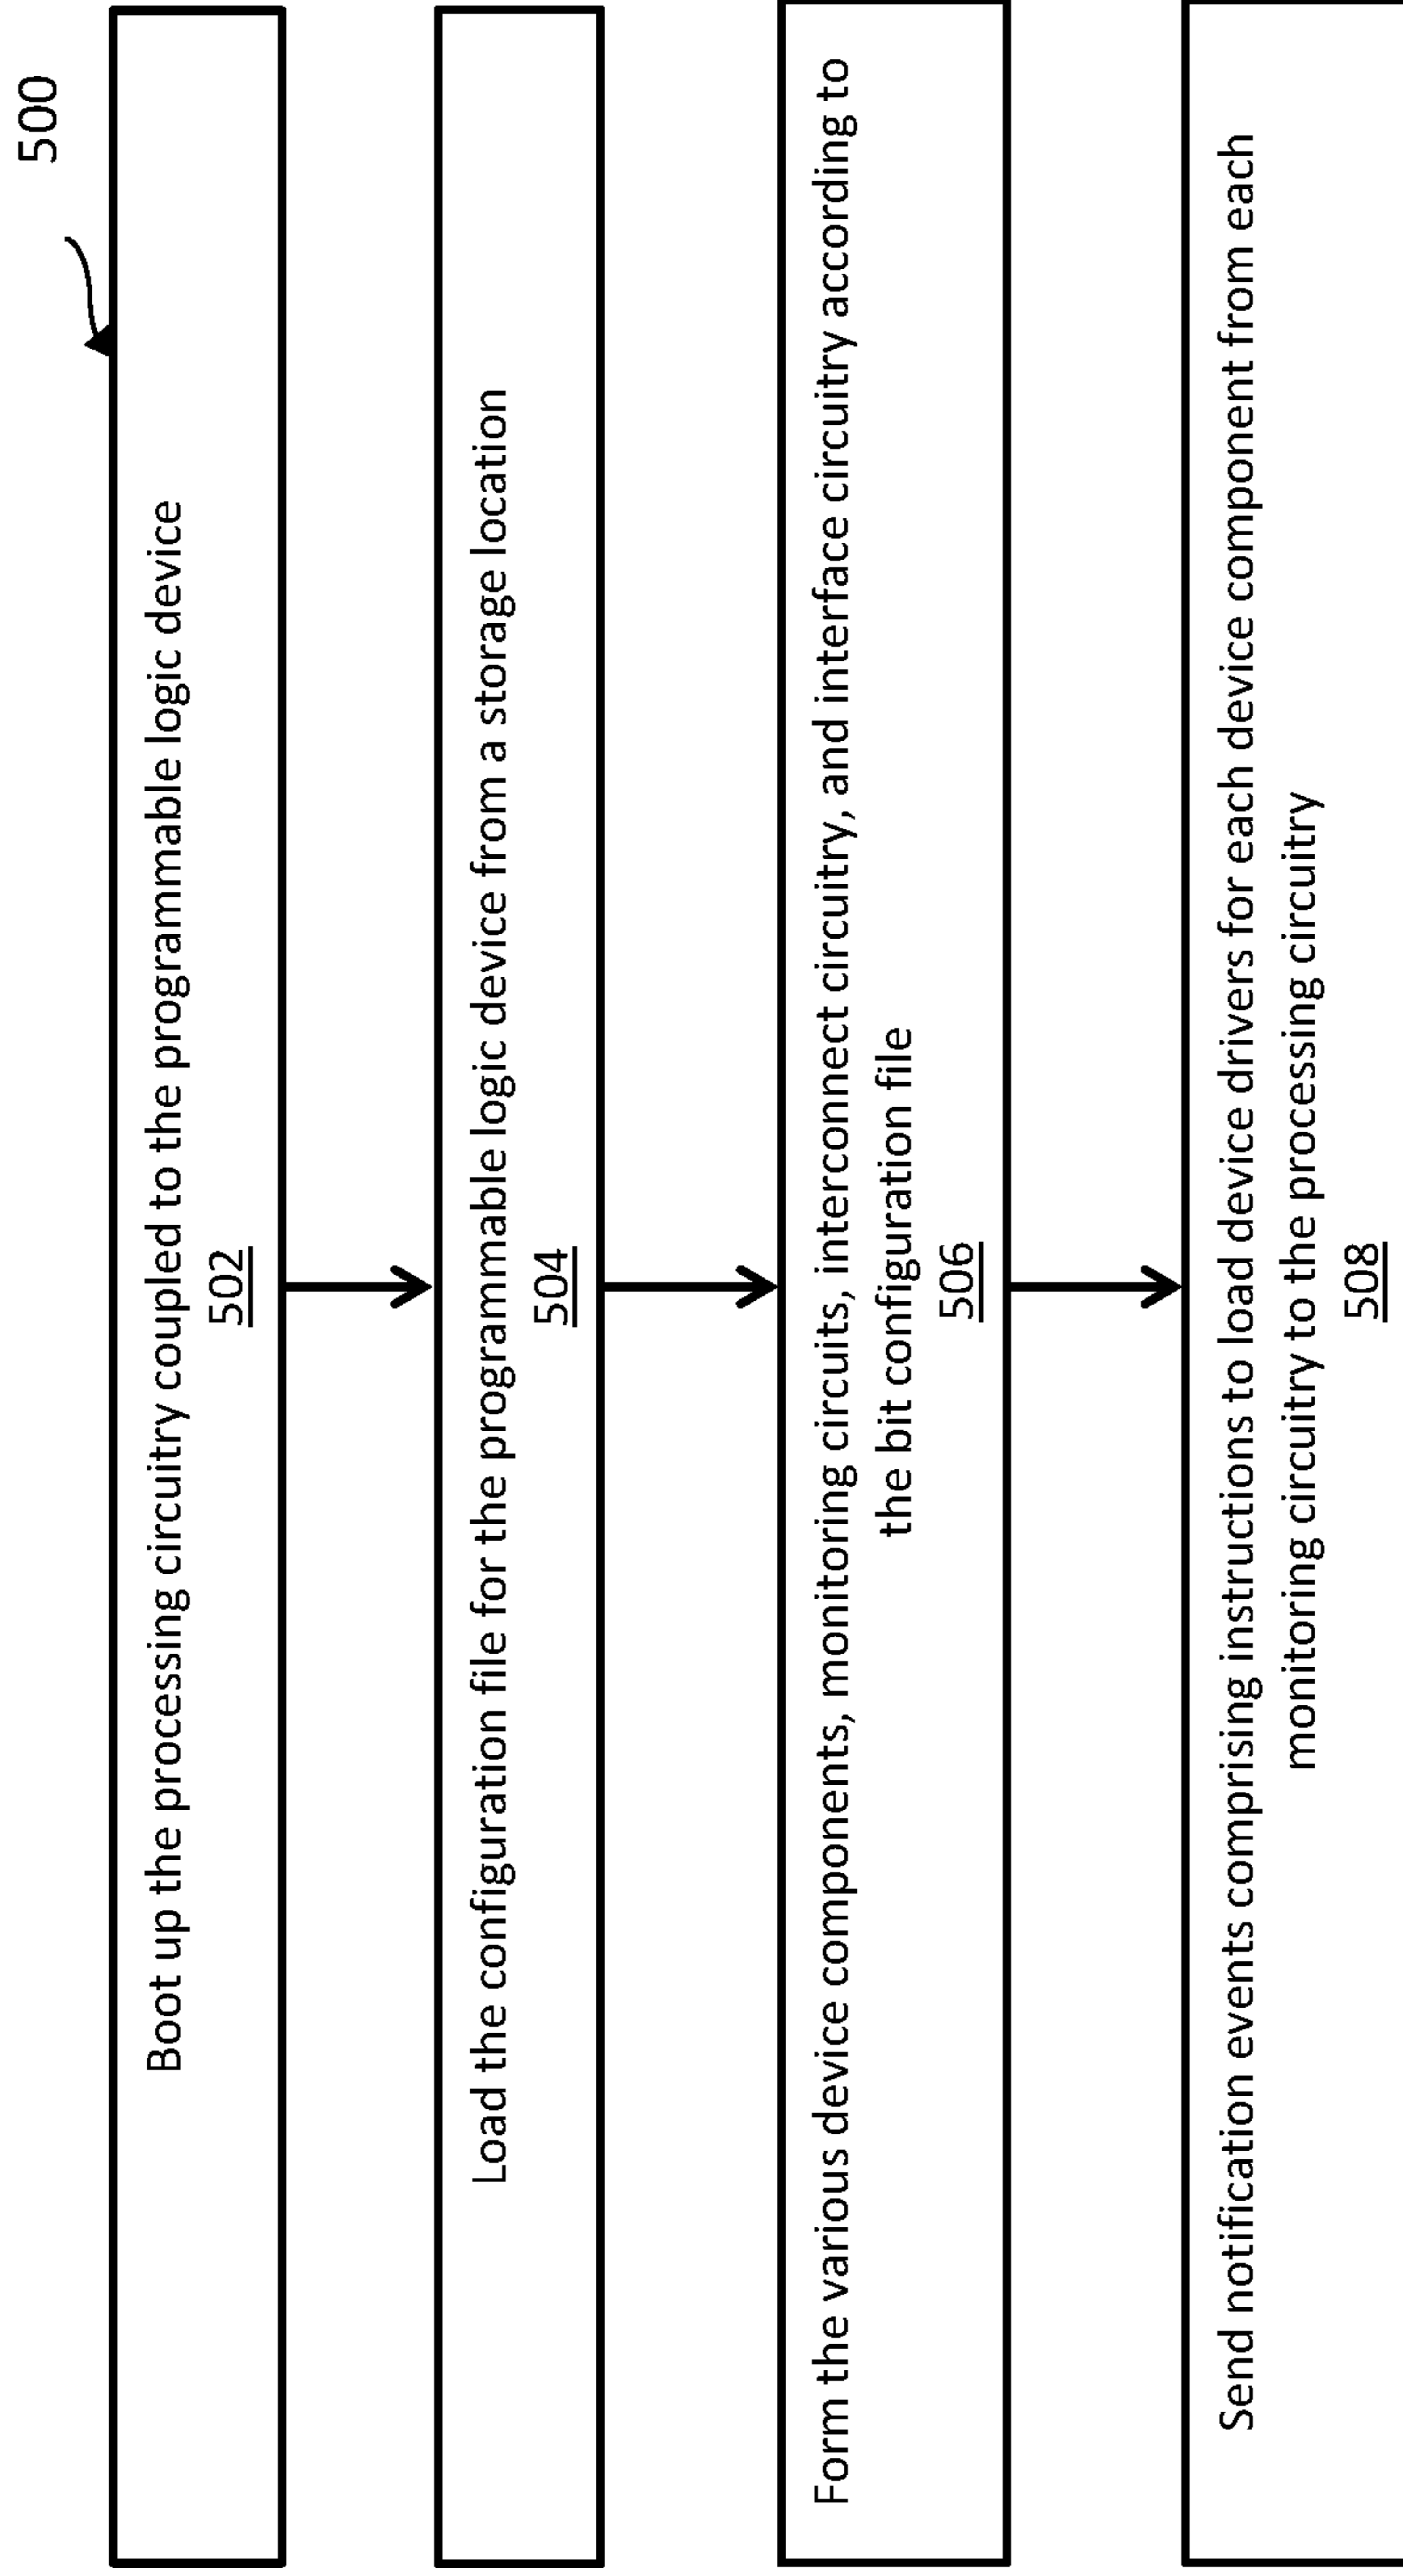 500
Boot up the processing circuitry coupled to the programmable logic device
502
Load the configuration file for the programmable logic device from a storage location
504
Form the various device components, monitoring circuits, interconnect circuitry, and interface circuitry according to
the bit configuration file
506
Send notification events comprising instructions to load device drivers for each device component from each
monitoring circuitry to the processing circuitry
508